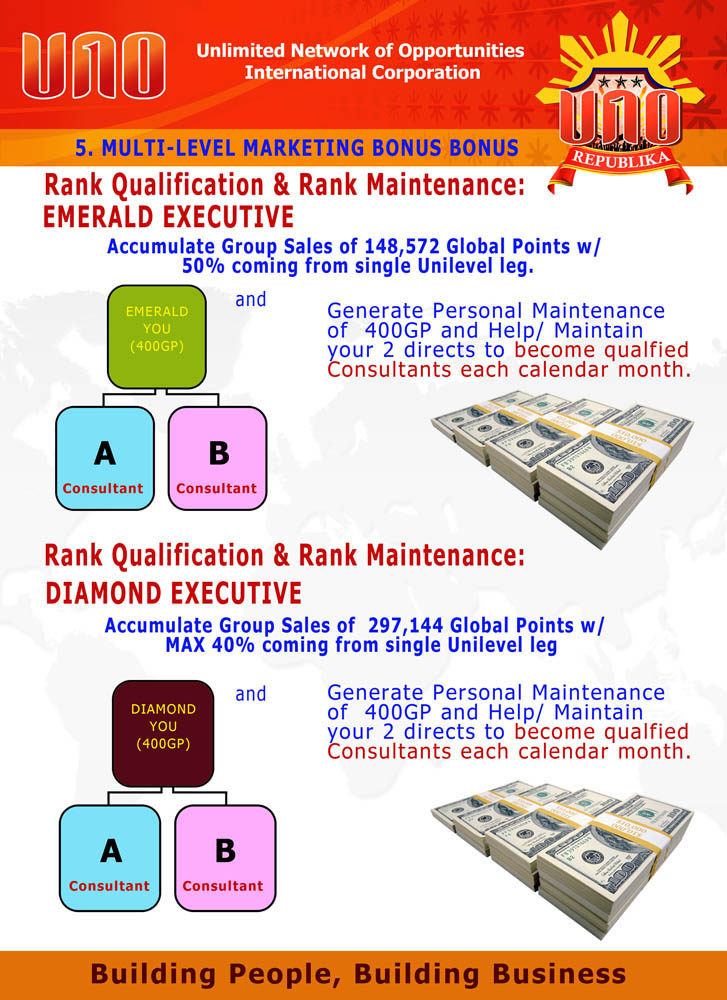 UNO
Unlimited Network of Opportunities
International Corporation
UNO
REPUBLIKA
5. MULTI-LEVEL MARKETING BONUS BONUS
Rank Qualification & Rank Maintenance:
EMERALD EXECUTIVE
Accumulate Group Sales of 148,572 Global Points w/
50% coming from single Unilevel leg.
EMERALD
YOU
(400GP)
and
Generate Personal Maintenance
of 400GP and Help/ Maintain
your 2 directs to become qualfied
Consultants each calendar month.
A
Consultant
B
Consultant
Rank Qualification & Rank Maintenance:
DIAMOND EXECUTIVE
Accumulate Group Sales of 297,144 Global Points w/
MAX 40% coming from single Unilevel leg
DIAMOND
YOU
(400GP)
and
Generate Personal Maintenance
of 400GP and Help/ Maintain
your 2 directs to become qualfied
Consultants each calendar month.
A
Consultant
B
Consultant
Building People, Building Business